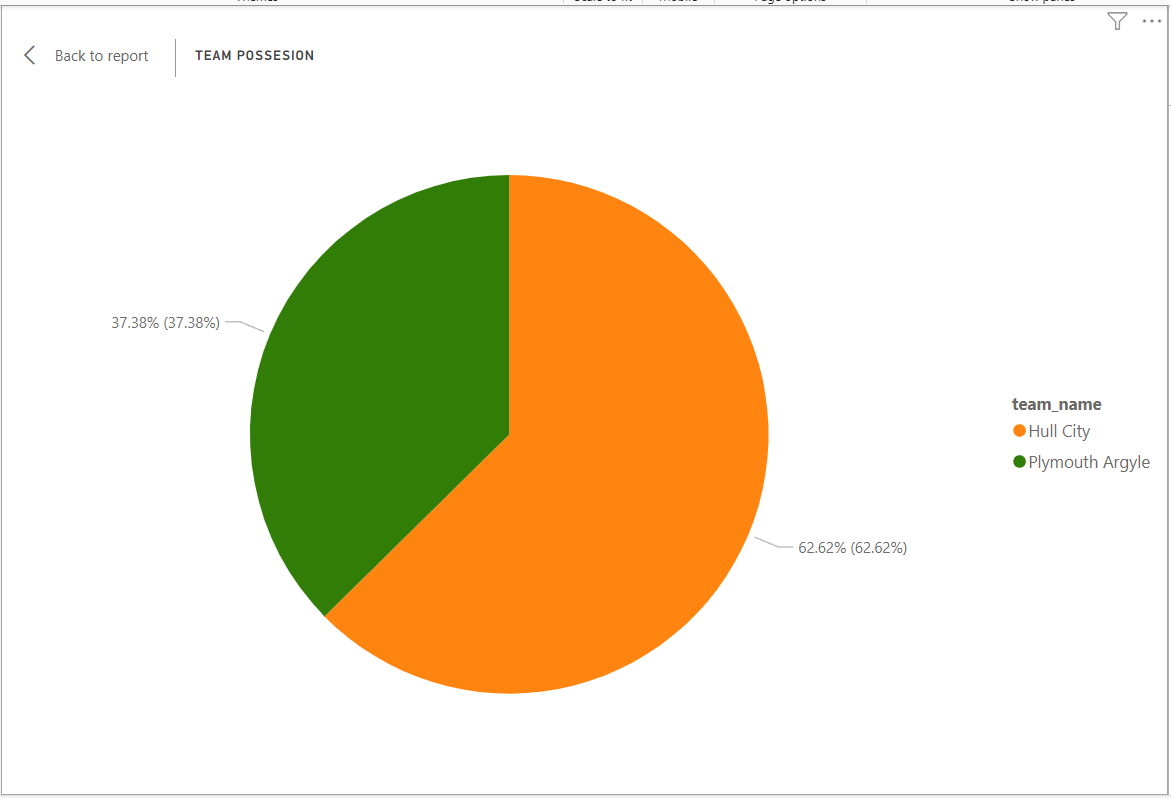 Back to report
TEAM POSSESION
37.38% (37.38%)
team_name
Hull City
Plymouth Argyle
62.62% (62.62%)